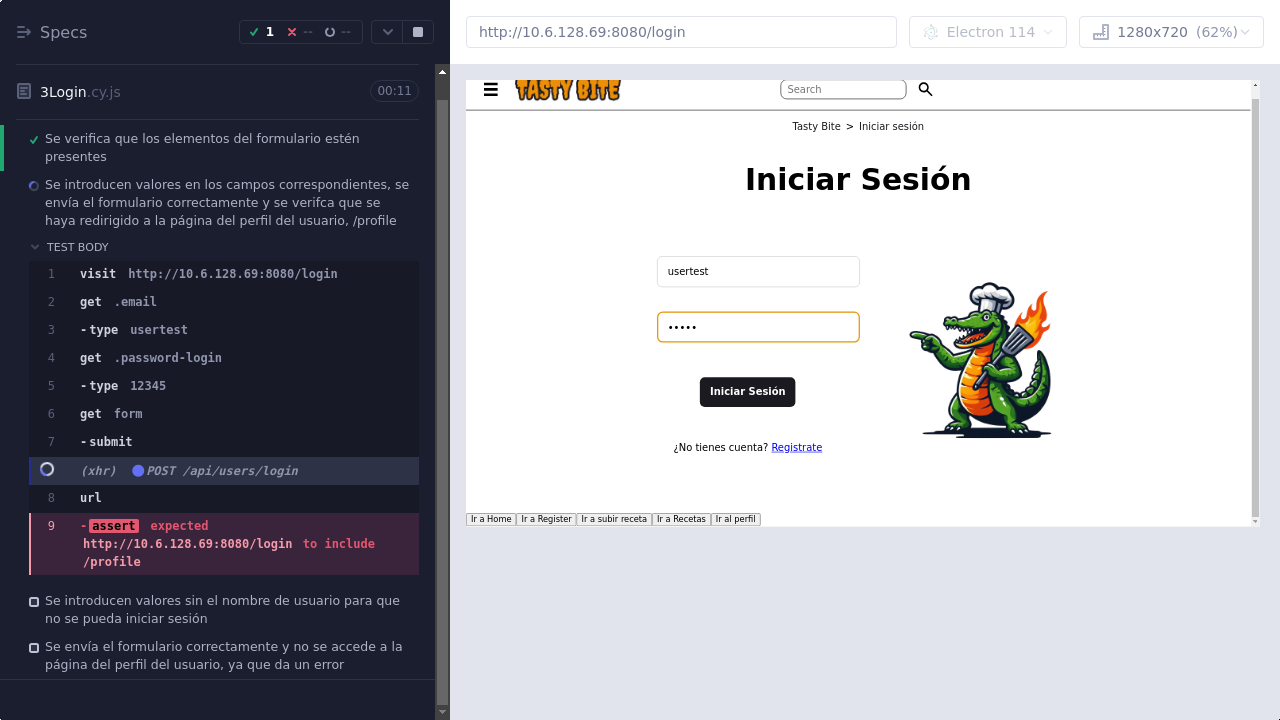 Specs
1
--
--
3Login.cy.js
00:11
Se verifica que los elementos del formulario estén
presentes
Se introducen valores en los campos correspondientes, se
envía el formulario correctamente y se verifca que se
haya redirigido a la página del perfil del usuario, /profile
TEST BODY
1 visit http://10.6.128.69:8080/login
2 get .email
3 -type usertest
4 get .password-login
5 -type 12345
6 get form
7 -submit
(xhr) POST /api/users/login
8 url
9 -assert expected
http://10.6.128.69:8080/login to include
/profile
Se introducen valores sin el nombre de usuario para que
no se pueda iniciar sesión
Se envía el formulario correctamente y no se accede a la
página del perfil del usuario, ya que da un error
http://10.6.128.69:8080/login
Electron 114
1280x720 (62%)
TASTY BITE
Search
Tasty Bite > Iniciar sesión
Iniciar Sesión
usertest
•••••
Iniciar Sesión
¿No tienes cuenta? Registrate
Ir a Home
Ir a Register
Ir a subir receta
Ir a Recetas
Ir al perfil